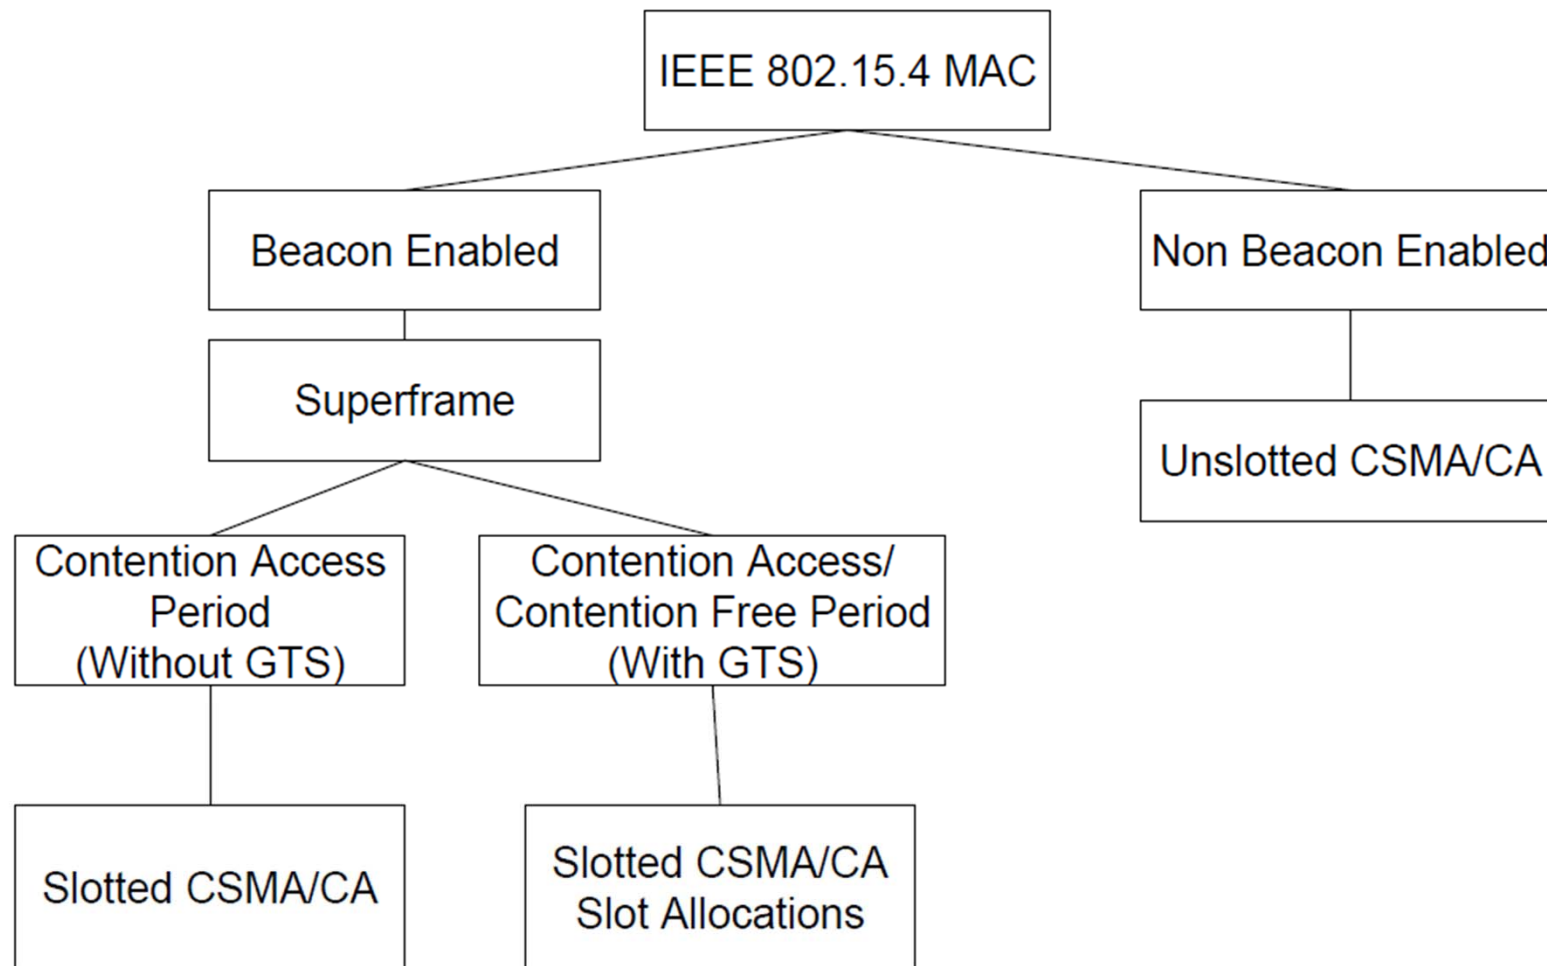 IEEE 802.15.4 MAC
Beacon Enabled
Non Beacon Enabled
Superframe
Unslotted CSMA/CA
Contention Access
Period
(Without GTS)
Contention Access/
Contention Free Period
(With GTS)
Slotted CSMA/CA
Slotted CSMA/CA
Slot Allocations